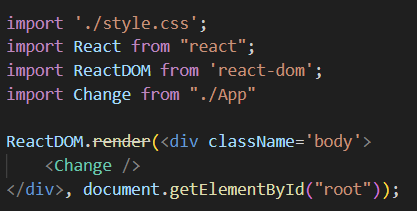 import './style.css';
import React from "react";
import ReactDOM from 'react-dom';
import Change from "./App"
ReactDOM.render(<div className='body'>
<Change />
</div>, document.getElementById("root"));